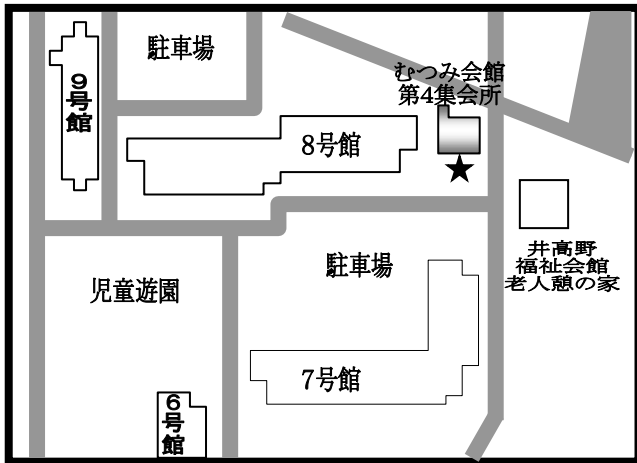 駐車場
9号館
むつみ会館
第4集会所
8号館
井高野
福祉会館
老人憩の家
駐車場
児童遊園
7号館
6号館